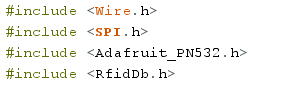 #include <Wire.h>
#include <SPI.h>
#include <Adafruit_PN532.h>
#include <RfidDb.h>